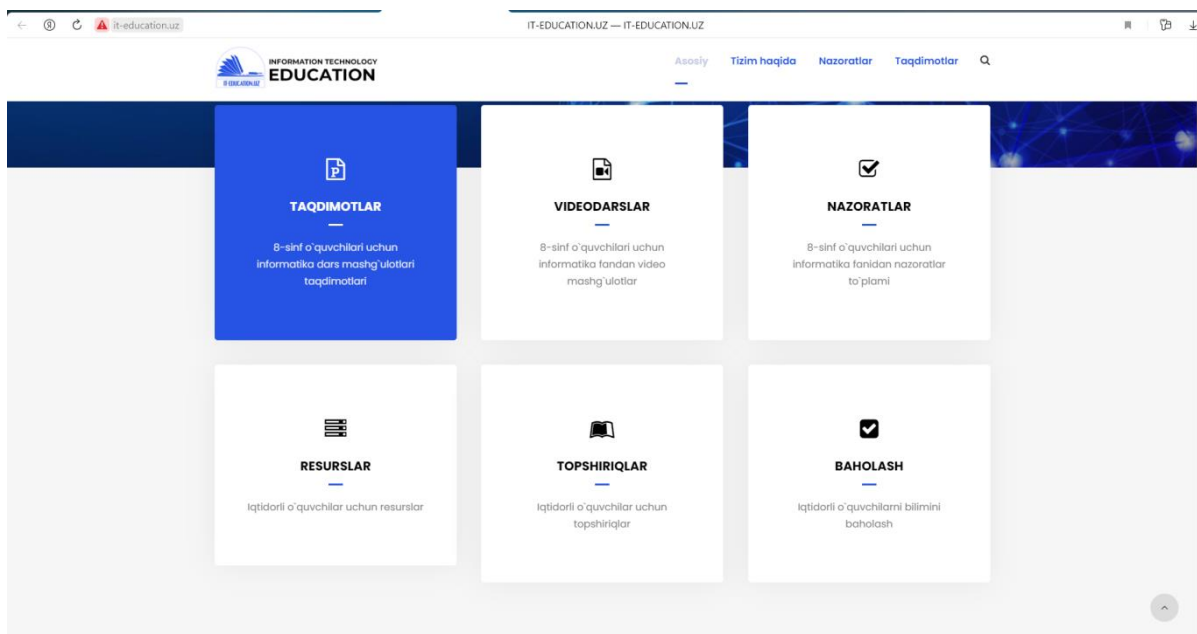 it-education.uz
IT-EDUCATION.UZ — IT-EDUCATION.UZ
INFORMATION TECHNOLOGY
EDUCATION
IT-EDUCATION.UZ
Asosiy Tizim haqida Nazoratlar Taqdimotlar
TAQDIMOTLAR
8-sinf o`quvchilari uchun
informatika dars mashg`ulotlari
taqdimotlari
VIDEODARSLAR
8-sinf o`quvchilari uchun
informatika fandan video
mashg`ulotlar
NAZORATLAR
8-sinf o`quvchilari uchun
informatika fanidan nazoratlar
to`plami
RESURSLAR
Iqtidorli o`quvchilar uchun resurslar
TOPSHIRIQLAR
Iqtidorli o`quvchilar uchun
topshiriqlar
BAHOLASH
Iqtidorli o`quvchilarni bilimini
baholash